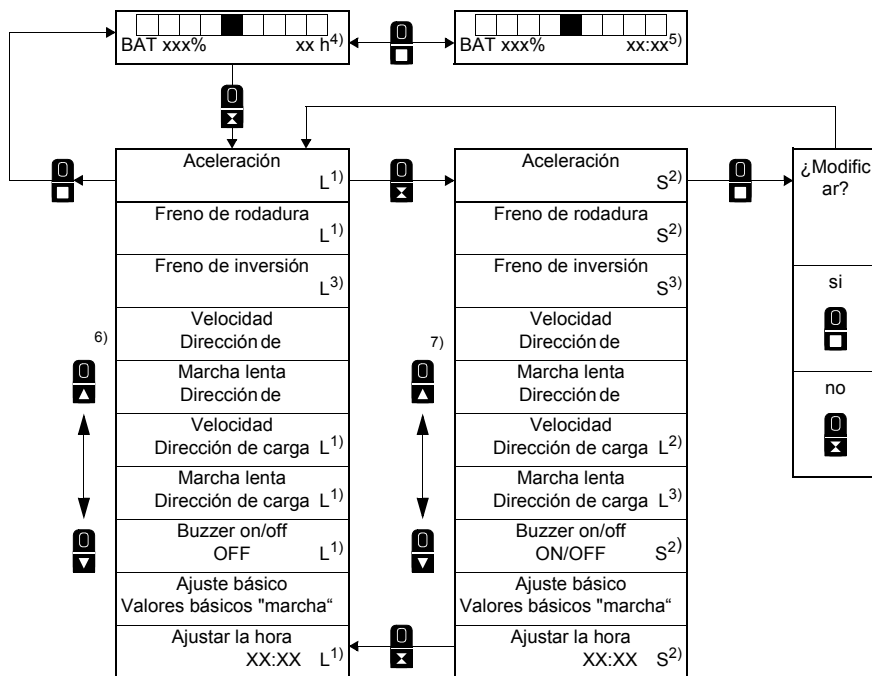 BAT xxx% xx h4)
BAT xxx% xx:xx5)
Aceleración
L1)
Freno de rodadura
L1)
Freno de inversión
L3)
Velocidad
Dirección de
Marcha lenta
Dirección de
Velocidad
Dirección de carga L1)
Marcha lenta
Dirección de carga L1)
Buzzer on/off
OFF L1)
Ajuste básico
Valores básicos "marcha“
Ajustar la hora
XX:XX L1)
6)
Aceleración
S2)
Freno de rodadura
S2)
Freno de inversión
S3)
Velocidad
Dirección de
Marcha lenta
Dirección de
Velocidad
Dirección de carga L2)
Marcha lenta
Dirección de carga L3)
Buzzer on/off
ON/OFF S2)
Ajuste básico
Valores básicos "marcha“
Ajustar la hora
XX:XX S2)
7)
¿Modific
ar?
si
no